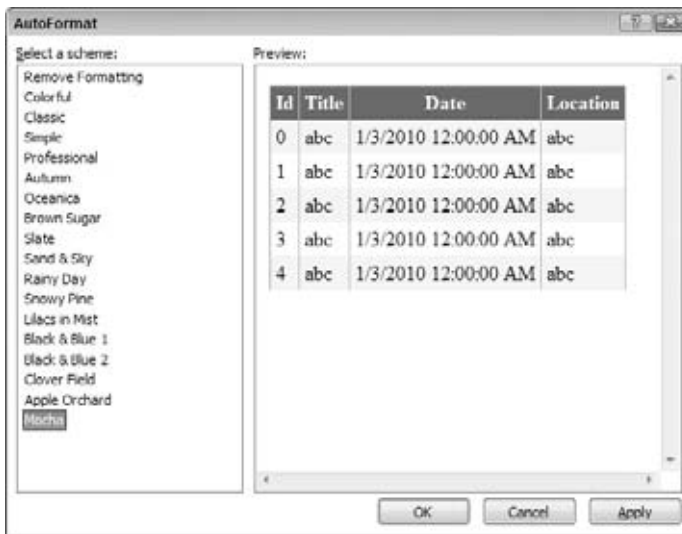 AutoFormat
Select a scheme:
Remove Formatting
Colorful
Classic
Simple
Professional
Autumn
Oceanica
Brown Sugar
Slate
Sand & Sky
Rainy Day
Snowy Pine
Lilacs in Mist
Black & Blue 1
Black & Blue 2
Clover Field
Apple Orchard
Mocha
Preview:
Id Title Date Location
0 abc 1/3/2010 12:00:00 AM abc
1 abc 1/3/2010 12:00:00 AM abc
2 abc 1/3/2010 12:00:00 AM abc
3 abc 1/3/2010 12:00:00 AM abc
4 abc 1/3/2010 12:00:00 AM abc
OK Cancel Apply